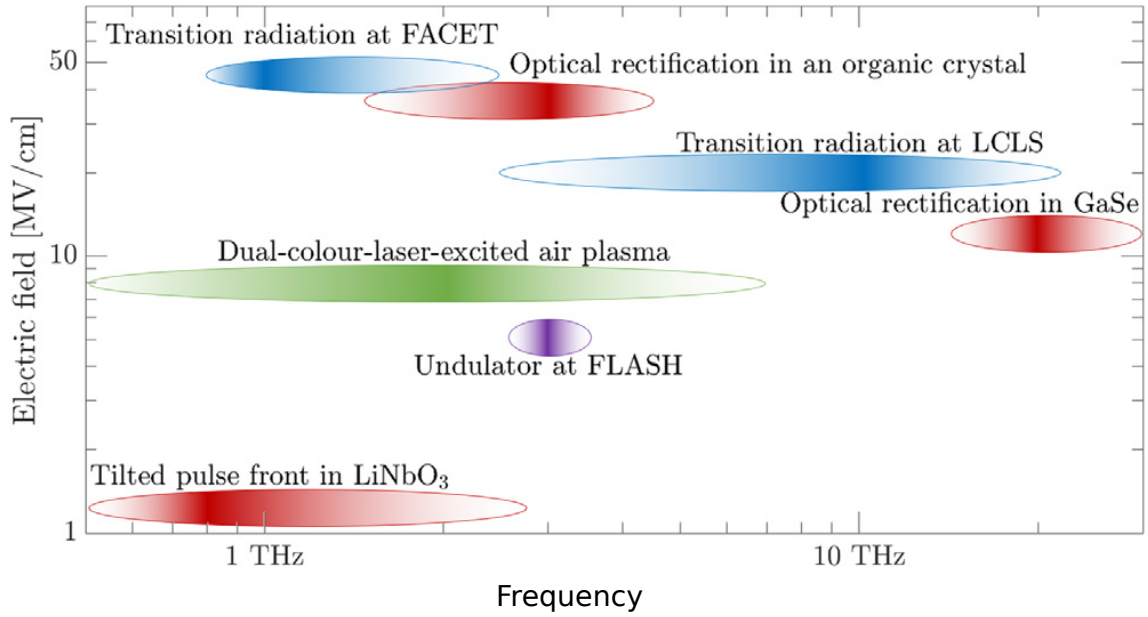 Transition radiation at FACET
50
Optical rectification in an organic crystal
Transition radiation at LCLS
Optical rectification in GaSe
10
Dual-colour-laser-excited air plasma
Undulator at FLASH
Electric field [MV/cm]
Tilted pulse front in LiNbO₃
1
1 THz
10 THz
Frequency